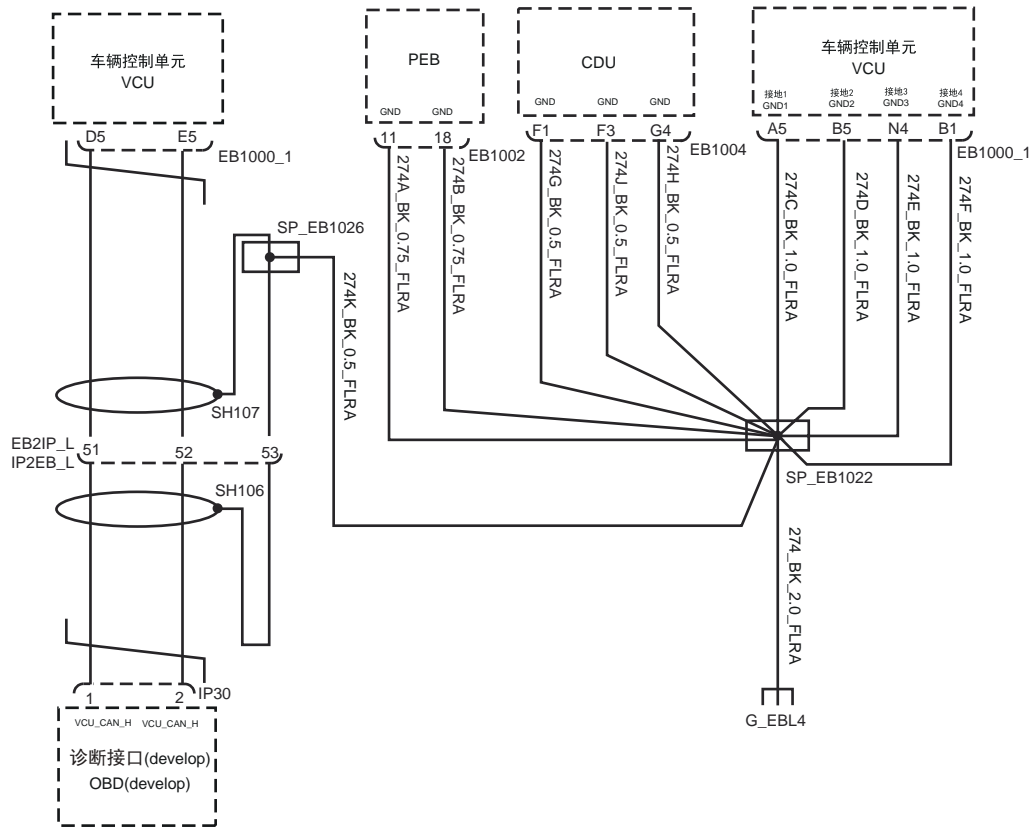 车辆控制单元
VCU
D5
E5
EB1000_1
PEB
GND
GND
11
18
EB1002
274A_BK_0.75_FLRA
274B_BK_0.75_FLRA
CDU
GND
GND
GND
F1
F3
G4
EB1004
274G_BK_0.5_FLRA
274J_BK_0.5_FLRA
274H_BK_0.5_FLRA
车辆控制单元
VCU
接地1
GND1
接地2
GND2
接地3
GND3
接地4
GND4
A5
B5
N4
B1
EB1000_1
274C_BK_1.0_FLRA
274D_BK_1.0_FLRA
274E_BK_1.0_FLRA
274F_BK_1.0_FLRA
SP_EB1026
274K_BK_0.5_FLRA
SH107
EB2IP_L
IP2EB_L
51
52
53
SH106
SP_EB1022
274_BK_2.0_FLRA
G_EBL4
1
2
IP30
VCU_CAN_H
VCU_CAN_H
诊断接口(develop)
OBD(develop)